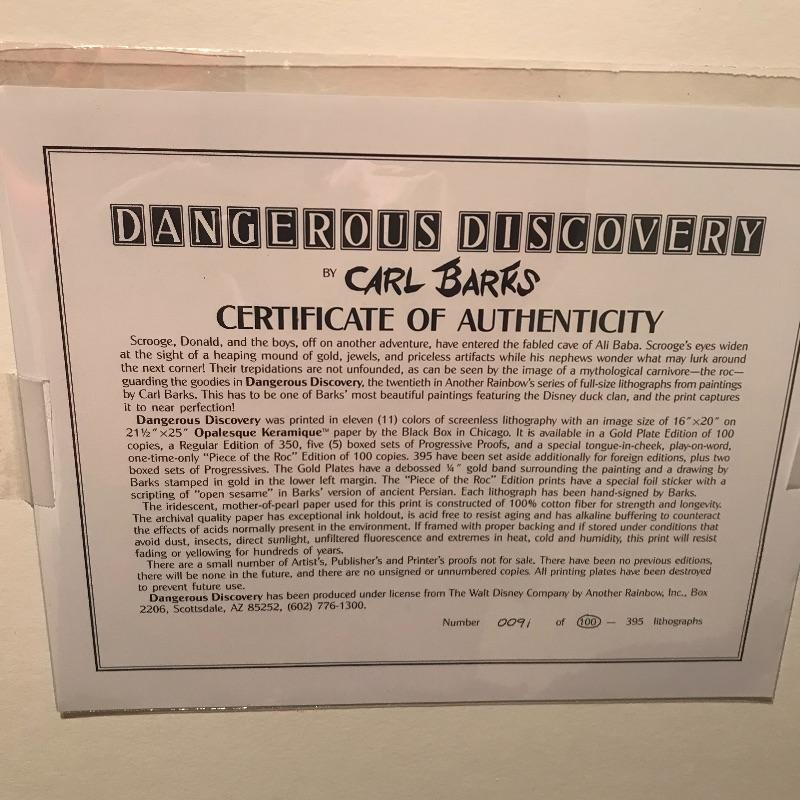 DANGEROUS DISCOVERY
BY CARL BARKS
CERTIFICATE OF AUTHENTICITY
Scrooge, Donald, and the boys, off on another adventure, have entered the fabled cave of Ali Baba. Scrooge's eyes widen
at the sight of a heaping mound of gold, jewels, and priceless artifacts while his nephews wonder what may lurk around
the next corner! Their trepidations are not unfounded, as can be seen by the image of a mythological carnivore—the roc—
guarding the goodies in Dangerous Discovery, the twentieth in Another Rainbow's series of full-size lithographs from paintings
by Carl Barks. This has to be one of Barks' most beautiful paintings featuring the Disney duck clan, and the print captures
it to near perfection!
Dangerous Discovery was printed in eleven (11) colors of screenless lithography with an image size of 16"×20" on
21½"×25" Opalesque Keramique™ paper by the Black Box in Chicago. It is available in a Gold Plate Edition of 100
copies, a Regular Edition of 350, five (5) boxed sets of Progressive Proofs, and a special tongue-in-cheek, play-on-word,
one-time-only "Piece of the Roc" Edition of 100 copies. 395 have been set aside additionally for foreign editions, plus two
boxed sets of Progressives. The Gold Plates have a debossed ¼" gold band surrounding the painting and a drawing by
Barks stamped in gold in the lower left margin. The "Piece of the Roc" Edition prints have a special foil sticker with a
scripting of "open sesame" in Barks' version of ancient Persian. Each lithograph has been hand-signed by Barks.
The iridescent, mother-of-pearl paper used for this print is constructed of 100% cotton fiber for strength and longevity.
The archival quality paper has exceptional ink holdout, is acid free to resist aging and has alkaline buffering to counteract
the effects of acids normally present in the environment. If framed with proper backing and if stored under conditions that
avoid dust, insects, direct sunlight, unfiltered fluorescence and extremes in heat, cold and humidity, this print will resist
fading or yellowing for hundreds of years.
There are a small number of Artist's, Publisher's and Printer's proofs not for sale. There have been no previous editions,
there will be none in the future, and there are no unsigned or unnumbered copies. All printing plates have been destroyed
to prevent future use.
Dangerous Discovery has been produced under license from The Walt Disney Company by Another Rainbow, Inc., Box
2206, Scottsdale, AZ 85252, (602) 776-1300.
Number 0091 of 100 — 395 lithographs